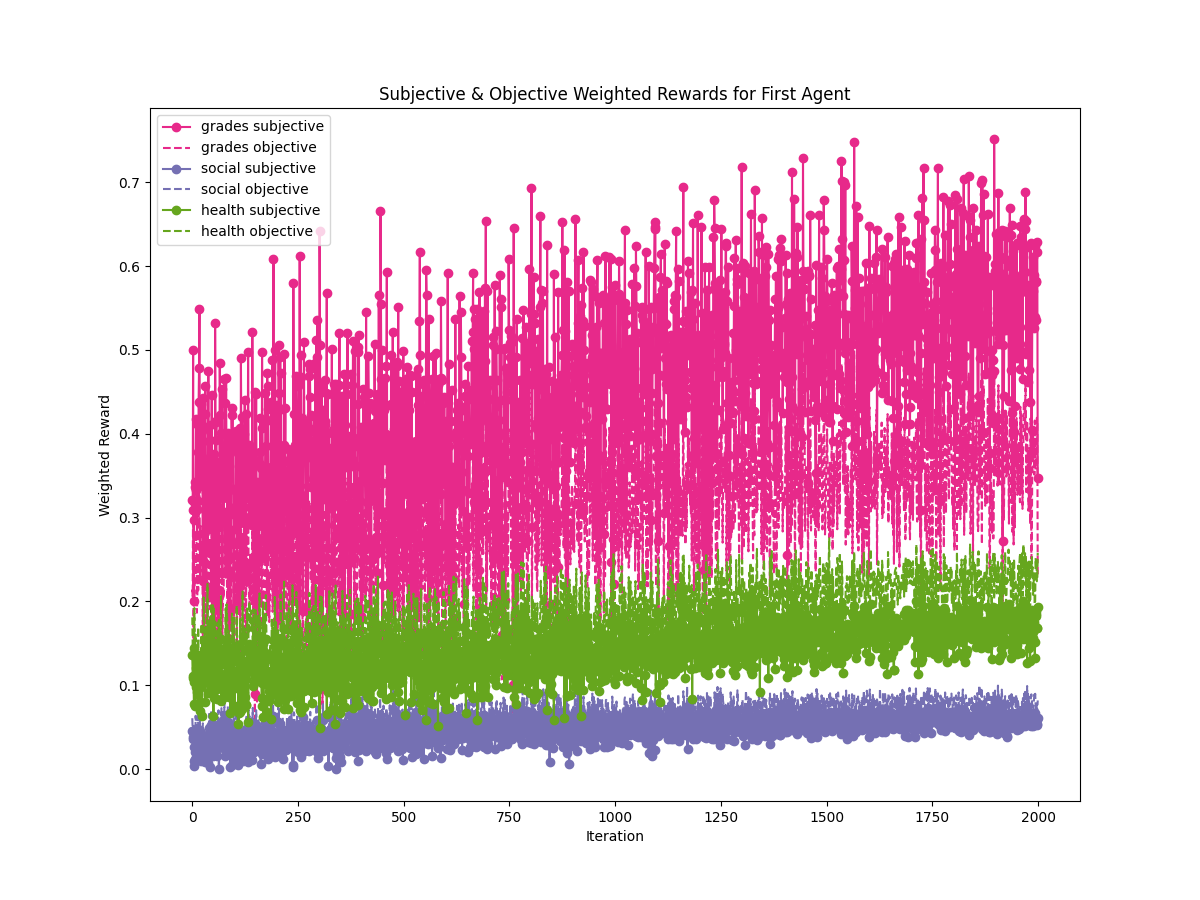 Subjective & Objective Weighted Rewards for First Agent
grades subjective
grades objective
social subjective
social objective
health subjective
health objective
Weighted Reward
0.7
0.6
0.5
0.4
0.3
0.2
0.1
0.0
0
250
500
750
1000
1250
1500
1750
2000
Iteration